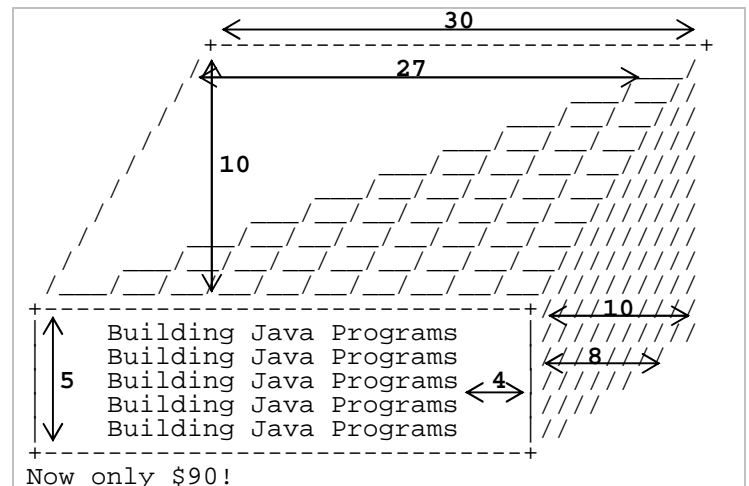 30
27
10
10
Building Java Programs
Building Java Programs
8
5 Building Java Programs 4
Building Java Programs
Building Java Programs
Now only $90!